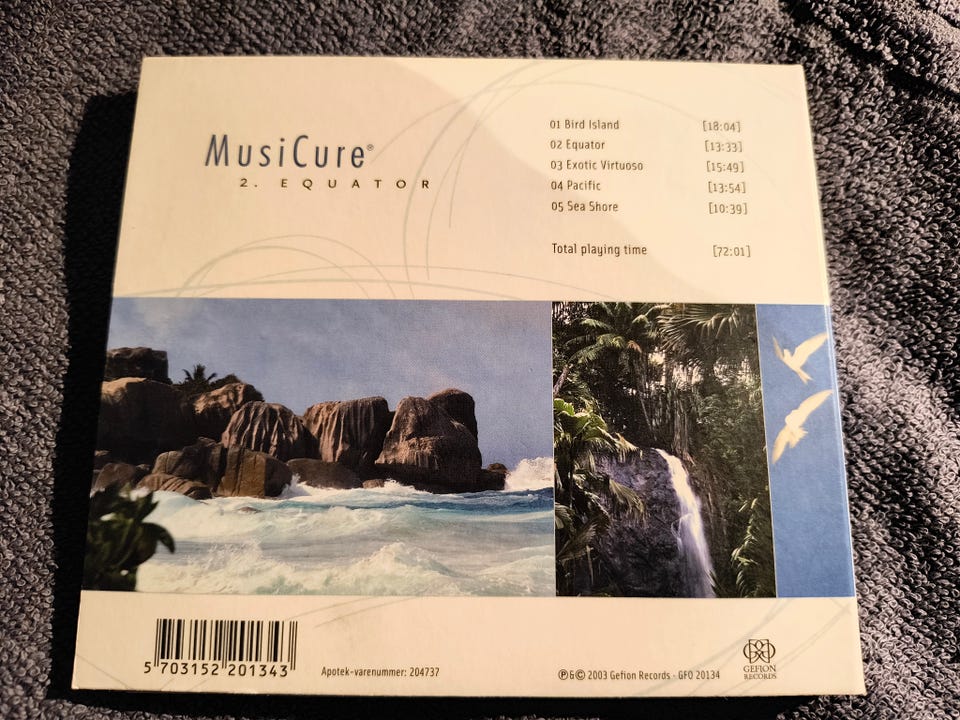 MusiCure®
2. EQUATOR
01 Bird Island [18:04]
02 Equator [13:33]
03 Exotic Virtuoso [15:49]
04 Pacific [13:54]
05 Sea Shore [10:39]
Total playing time [72:01]
5 703152 201343
Apotek-varenummer: 204737
℗&© 2003 Gefion Records - GFO 20134
GEFION
RECORDS